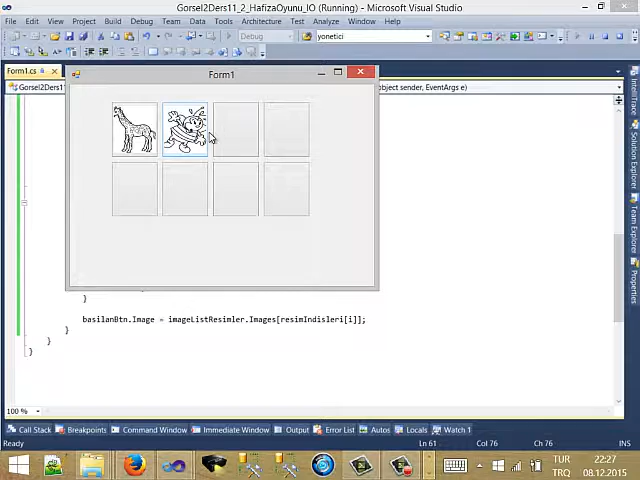 Gorsel2Ders11_2_HafizaOyunu_IO (Running) - Microsoft Visual Studio
File Edit View Project Build Debug Team Data Tools Architecture Test Analyze Window Help
Debug yonetici
Form1.cs
Form1
Gorsel2Ders11
object sender, EventArgs e)
}
basilanBtn.Image = imageListResimler.Images[resimIndisleri[i]];
}
}
}
100 %
Call Stack Breakpoints Command Window Immediate Window Output Error List Autos Locals Watch 1
Ready Ln 61 Col 76 Ch 76 INS
IntelliTrace
Solution Explorer
Team Explorer
Properties
TUR 22:27
TRQ 08.12.2015